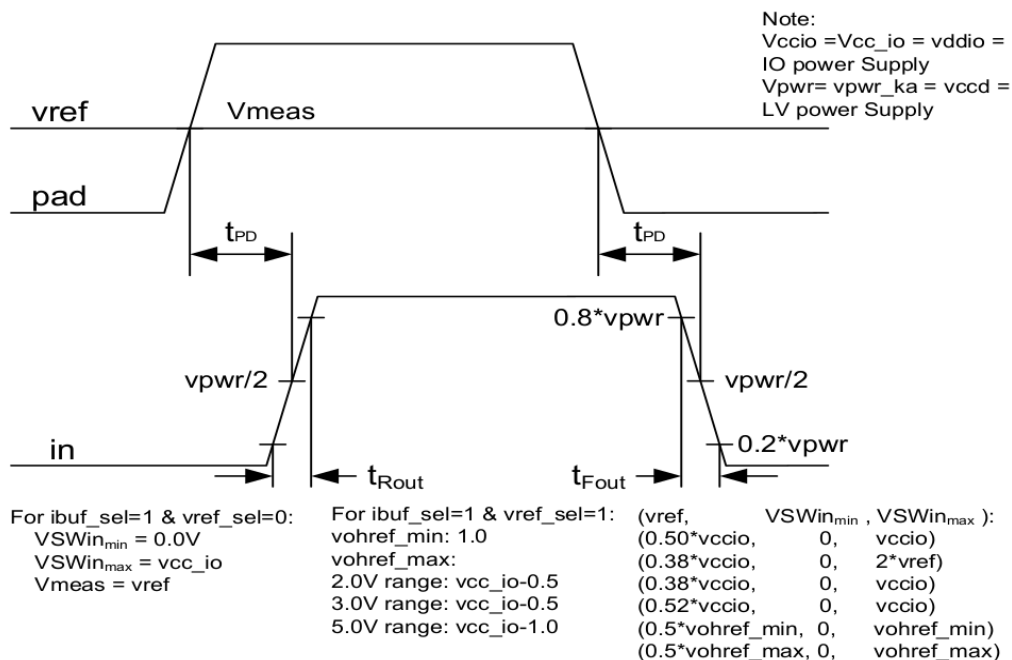 Note:
Vccio =Vcc_io = vddio =
IO power Supply
Vpwr= vpwr_ka = vccd =
LV power Supply
vref
Vmeas
pad
tPD
tPD
0.8*vpwr
vpwr/2
vpwr/2
in
0.2*vpwr
tRout
tFout
For ibuf_sel=1 & vref_sel=0:
VSWinmin = 0.0V
VSWinmax = vcc_io
Vmeas = vref
For ibuf_sel=1 & vref_sel=1:
vohref_min: 1.0
vohref_max:
2.0V range: vcc_io-0.5
3.0V range: vcc_io-0.5
5.0V range: vcc_io-1.0
(vref, VSWinmin , VSWinmax ):
(0.50*vccio, 0, vccio)
(0.38*vccio, 0, 2*vref)
(0.38*vccio, 0, vccio)
(0.52*vccio, 0, vccio)
(0.5*vohref_min, 0, vohref_min)
(0.5*vohref_max, 0, vohref_max)